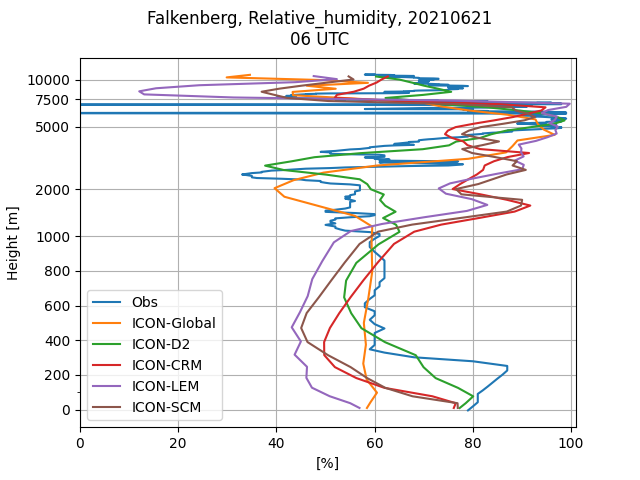 Falkenberg, Relative_humidity, 20210621
06 UTC
10000
7500
5000
2000
1000
800
600
400
200
0
Height [m]
Obs
ICON-Global
ICON-D2
ICON-CRM
ICON-LEM
ICON-SCM
0 20 40 60 80 100
[%]